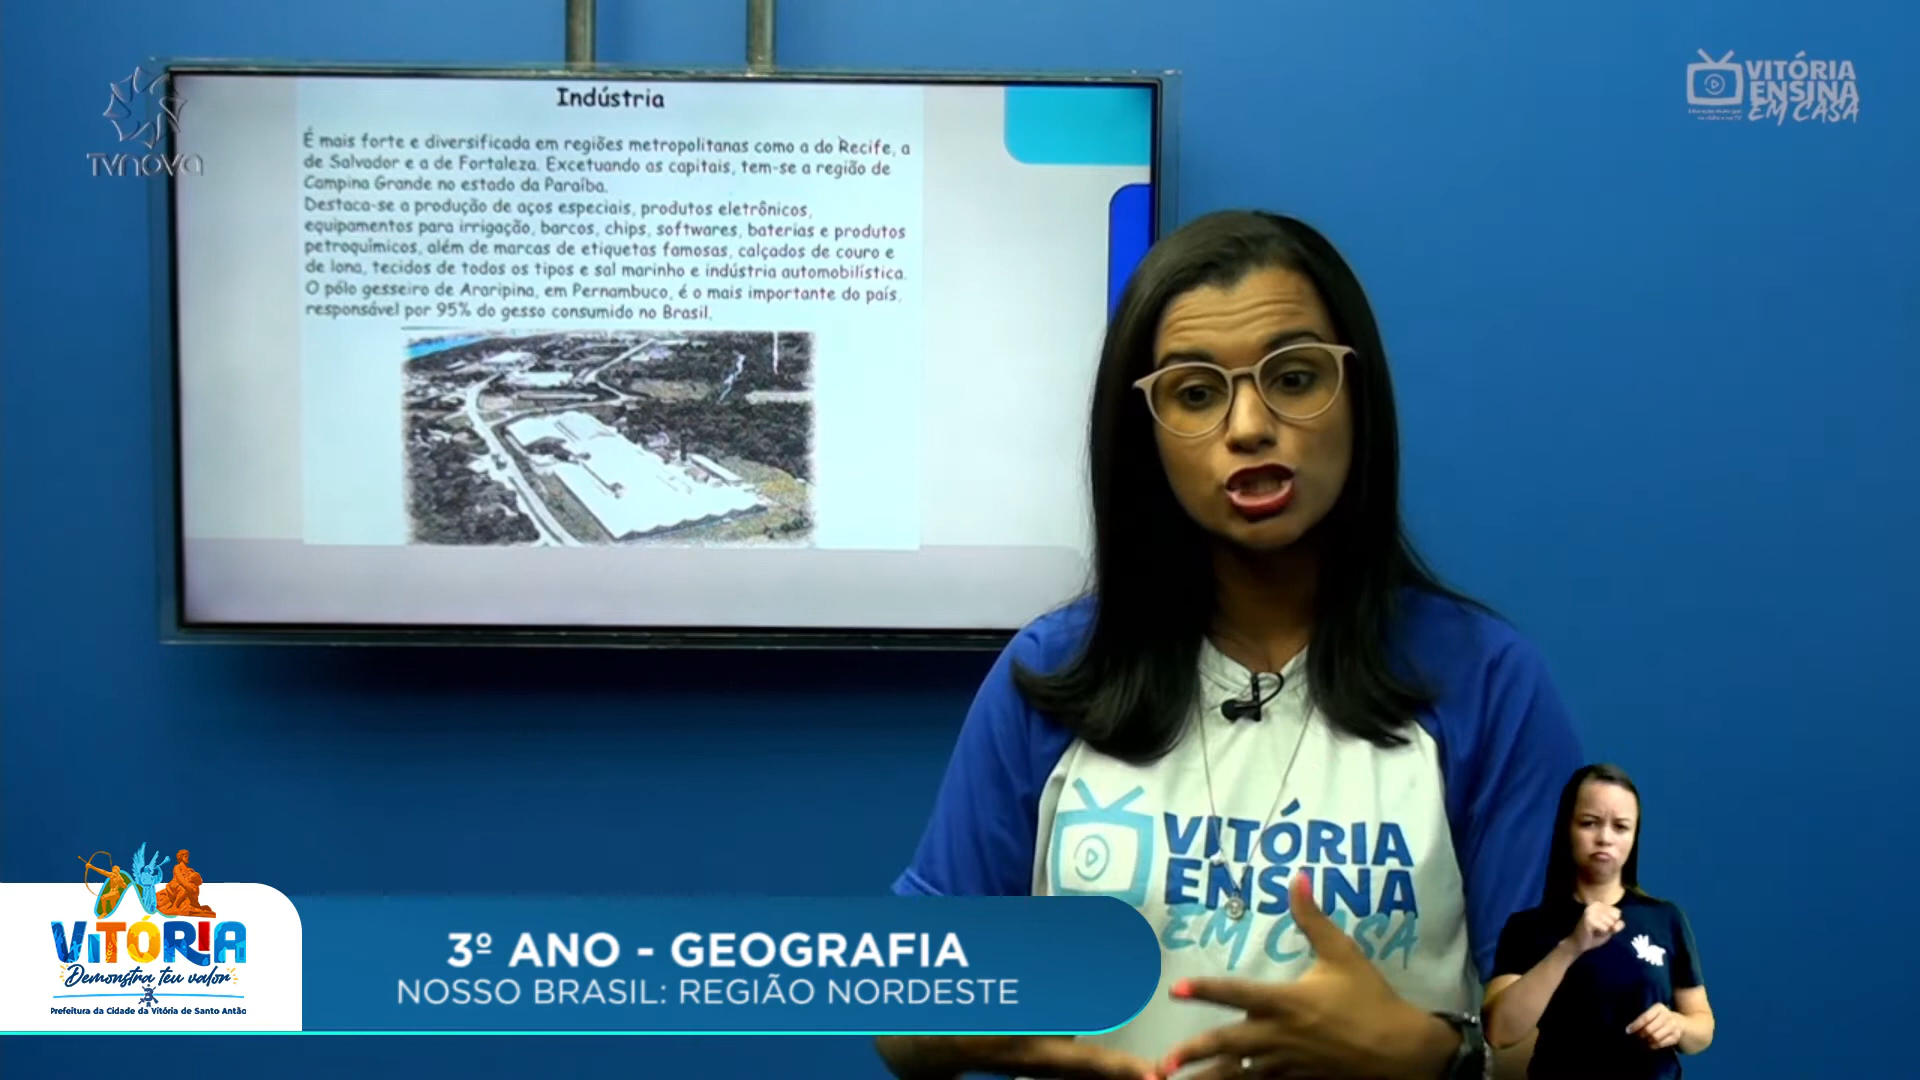 Indústria
É mais forte e diversificada em regiões metropolitanas como a do Recife, a
de Salvador e a de Fortaleza. Excetuando as capitais, tem-se a região de
Campina Grande no estado da Paraíba.
Destaca-se a produção de aços especiais, produtos eletrônicos,
equipamentos para irrigação, barcos, chips, softwares, baterias e produtos
petroquímicos, além de marcas de etiquetas famosas, calçados de couro e
de lona, tecidos de todos os tipos e sal marinho e indústria automobilística.
O pólo gesseiro de Araripina, em Pernambuco, é o mais importante do país,
responsável por 95% do gesso consumido no Brasil.
TV NOVA
VITÓRIA
ENSINA
EM CASA
VITÓRIA
ENSINA
EM CASA
VITÓRIA
Demonstra teu valor
Prefeitura da Cidade da Vitória de Santo Antão
3º ANO - GEOGRAFIA
NOSSO BRASIL: REGIÃO NORDESTE